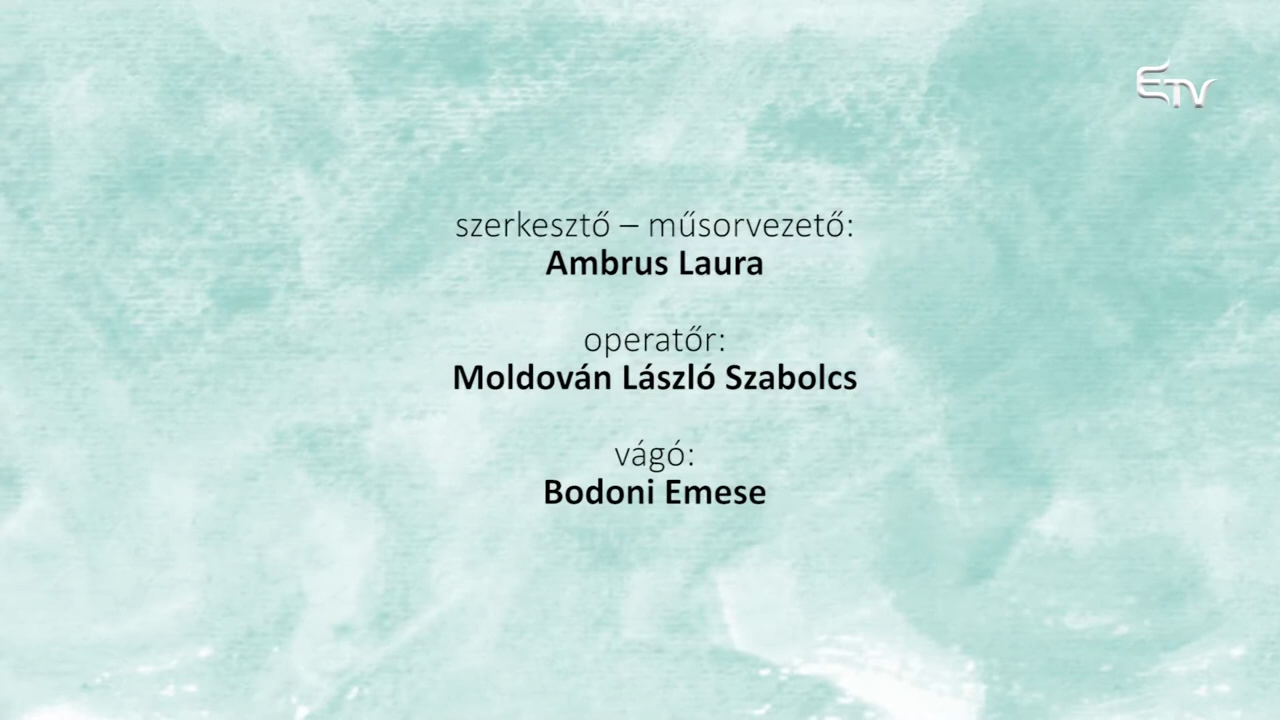 ETV
szerkesztő – műsorvezető:
Ambrus Laura
operatőr:
Moldován László Szabolcs
vágó:
Bodoni Emese